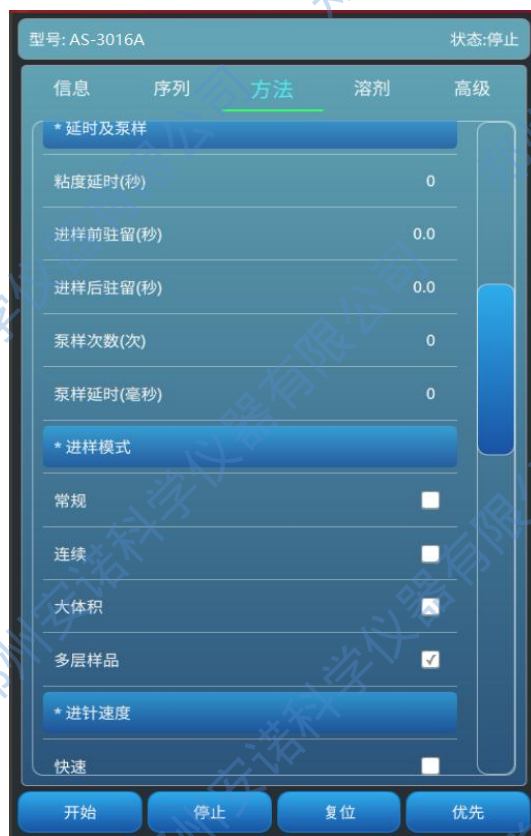 型号: AS-3016A 状态:停止
信息 序列 方法 溶剂 高级
* 延时及泵样
粘度延时(秒) 0
进样前驻留(秒) 0.0
进样后驻留(秒) 0.0
泵样次数(次) 0
泵样延时(毫秒) 0
* 进样模式
常规
连续
大体积
多层样品
* 进针速度
快速
开始 停止 复位 优先